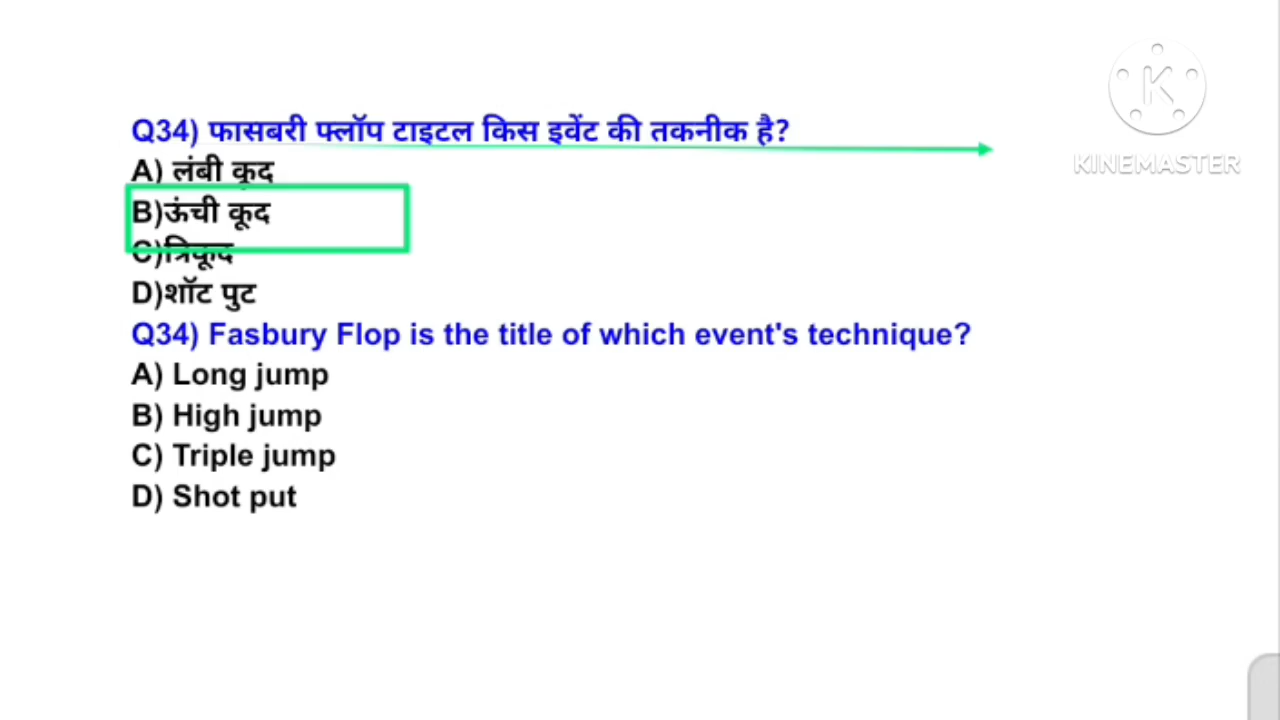 Q34) फासबरी फ्लॉप टाइटल किस इवेंट की तकनीक है?
A) लंबी कूद
B)ऊंची कूद
C)त्रिकूद
D)शॉट पुट
Q34) Fasbury Flop is the title of which event's technique?
A) Long jump
B) High jump
C) Triple jump
D) Shot put
K
KINEMASTER